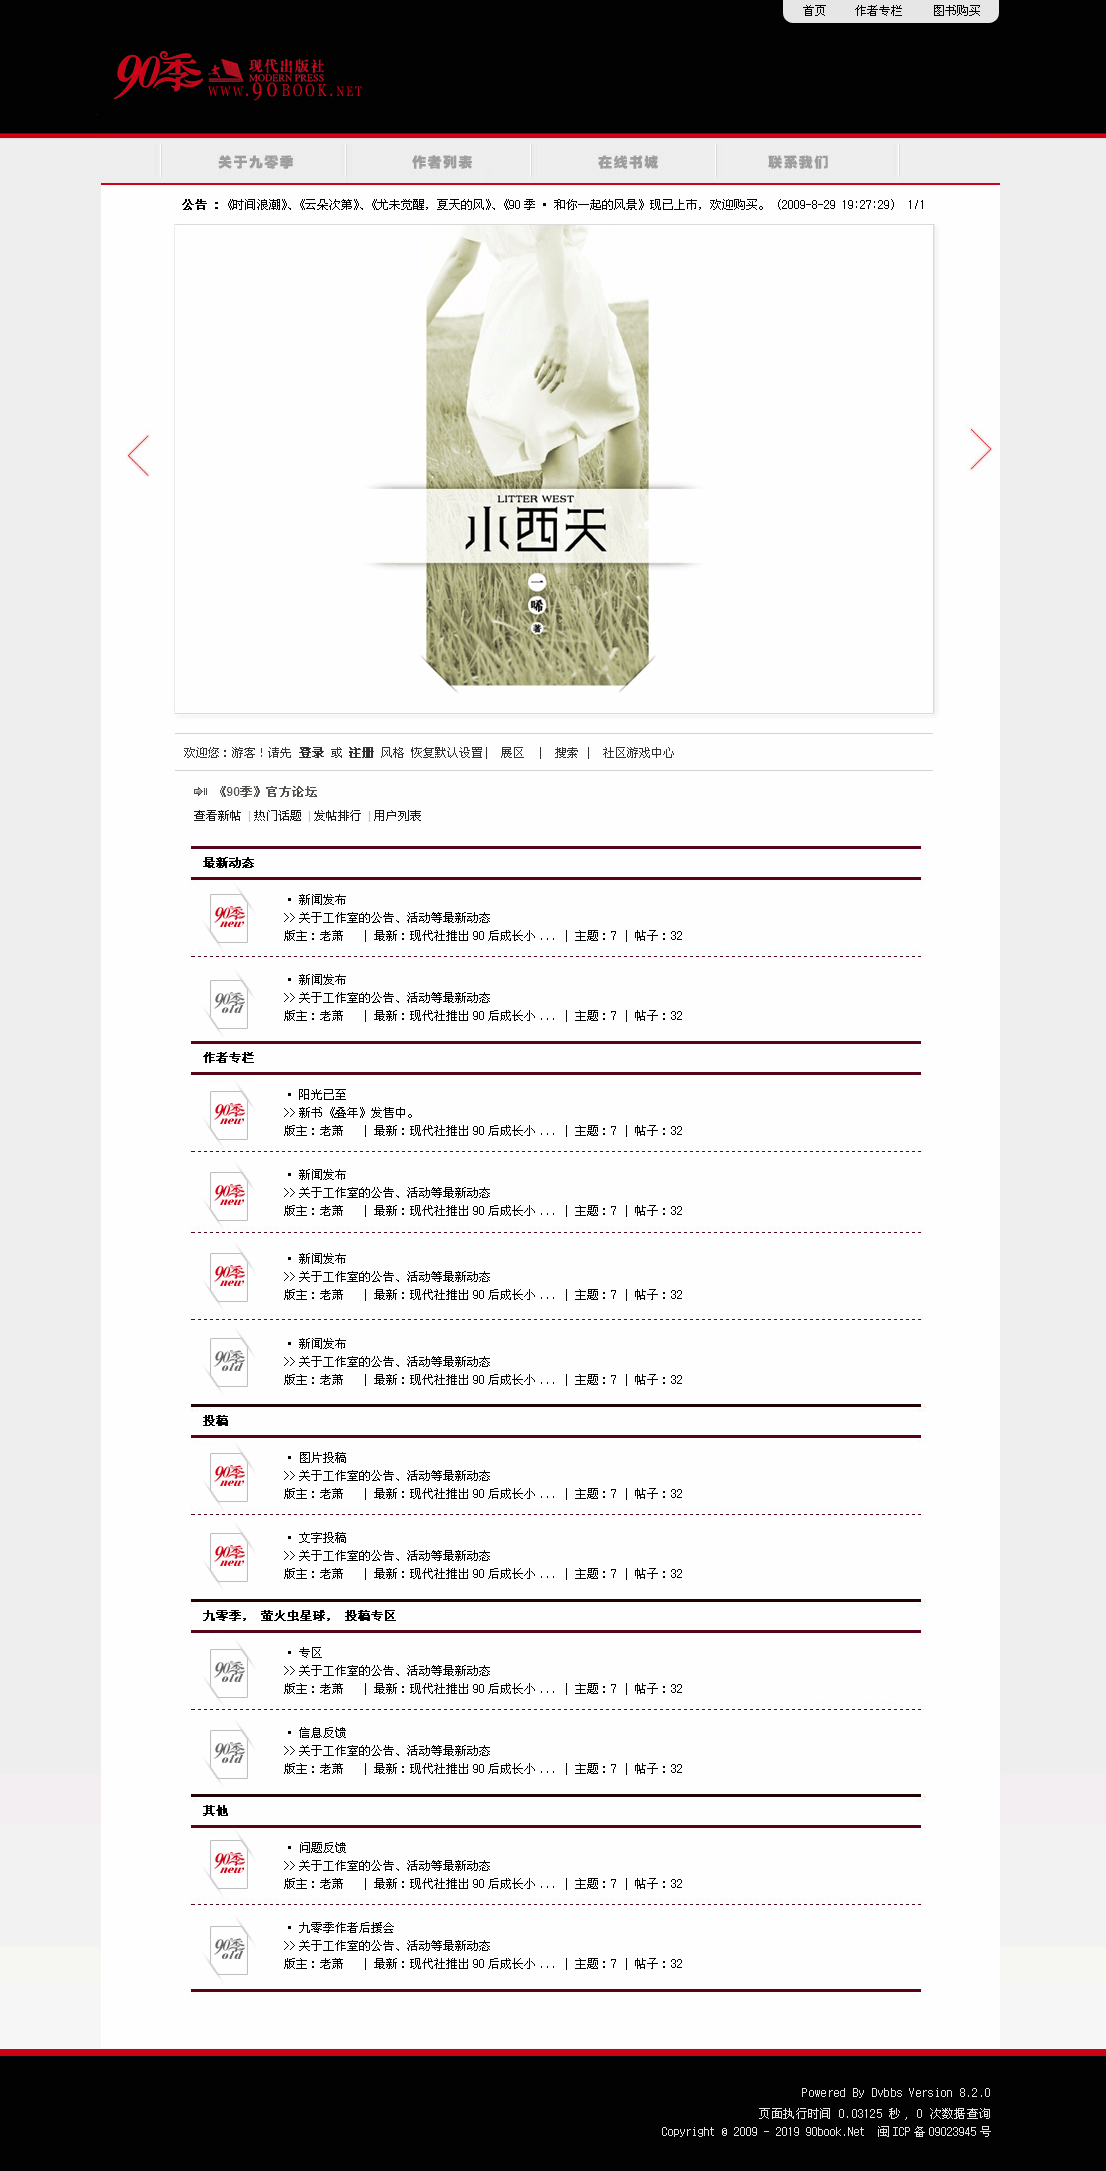 首页 作者专栏 图书购买
90季 现代出版社
MODERN PRESS
WWW.90BOOK.NET
关于九零季 作者列表 在线书城 联系我们
公告 : 《时间浪潮》、《云朵次第》、《尤未觉醒，夏天的风》、《90 季 • 和你一起的风景》现已上市，欢迎购买。 (2009-8-29 19:27:29) 1/1
LITTER WEST
小西天
一
晞
著
欢迎您：游客！请先 登录 或 注册 风格 恢复默认设置| 展区 | 搜索 | 社区游戏中心
《90季》官方论坛
查看新帖 |热门话题 |发帖排行 |用户列表
最新动态
90季 new
• 新闻发布
>> 关于工作室的公告、活动等最新动态
版主：老萧 | 最新：现代社推出 90 后成长小 ... | 主题：7 | 帖子：32
90季 old
• 新闻发布
>> 关于工作室的公告、活动等最新动态
版主：老萧 | 最新：现代社推出 90 后成长小 ... | 主题：7 | 帖子：32
作者专栏
90季 new
• 阳光已至
>> 新书《叠年》发售中。
版主：老萧 | 最新：现代社推出 90 后成长小 ... | 主题：7 | 帖子：32
90季 new
• 新闻发布
>> 关于工作室的公告、活动等最新动态
版主：老萧 | 最新：现代社推出 90 后成长小 ... | 主题：7 | 帖子：32
90季 new
• 新闻发布
>> 关于工作室的公告、活动等最新动态
版主：老萧 | 最新：现代社推出 90 后成长小 ... | 主题：7 | 帖子：32
90季 old
• 新闻发布
>> 关于工作室的公告、活动等最新动态
版主：老萧 | 最新：现代社推出 90 后成长小 ... | 主题：7 | 帖子：32
投稿
90季 new
• 图片投稿
>> 关于工作室的公告、活动等最新动态
版主：老萧 | 最新：现代社推出 90 后成长小 ... | 主题：7 | 帖子：32
90季 new
• 文字投稿
>> 关于工作室的公告、活动等最新动态
版主：老萧 | 最新：现代社推出 90 后成长小 ... | 主题：7 | 帖子：32
九零季， 萤火虫星球， 投稿专区
90季 old
• 专区
>> 关于工作室的公告、活动等最新动态
版主：老萧 | 最新：现代社推出 90 后成长小 ... | 主题：7 | 帖子：32
90季 old
• 信息反馈
>> 关于工作室的公告、活动等最新动态
版主：老萧 | 最新：现代社推出 90 后成长小 ... | 主题：7 | 帖子：32
其他
90季 new
• 问题反馈
>> 关于工作室的公告、活动等最新动态
版主：老萧 | 最新：现代社推出 90 后成长小 ... | 主题：7 | 帖子：32
90季 old
• 九零季作者后援会
>> 关于工作室的公告、活动等最新动态
版主：老萧 | 最新：现代社推出 90 后成长小 ... | 主题：7 | 帖子：32
Powered By Dvbbs Version 8.2.0
页面执行时间 0.03125 秒, 0 次数据查询
Copyright @ 2009 - 2019 90book.Net 闽ICP备09023945号